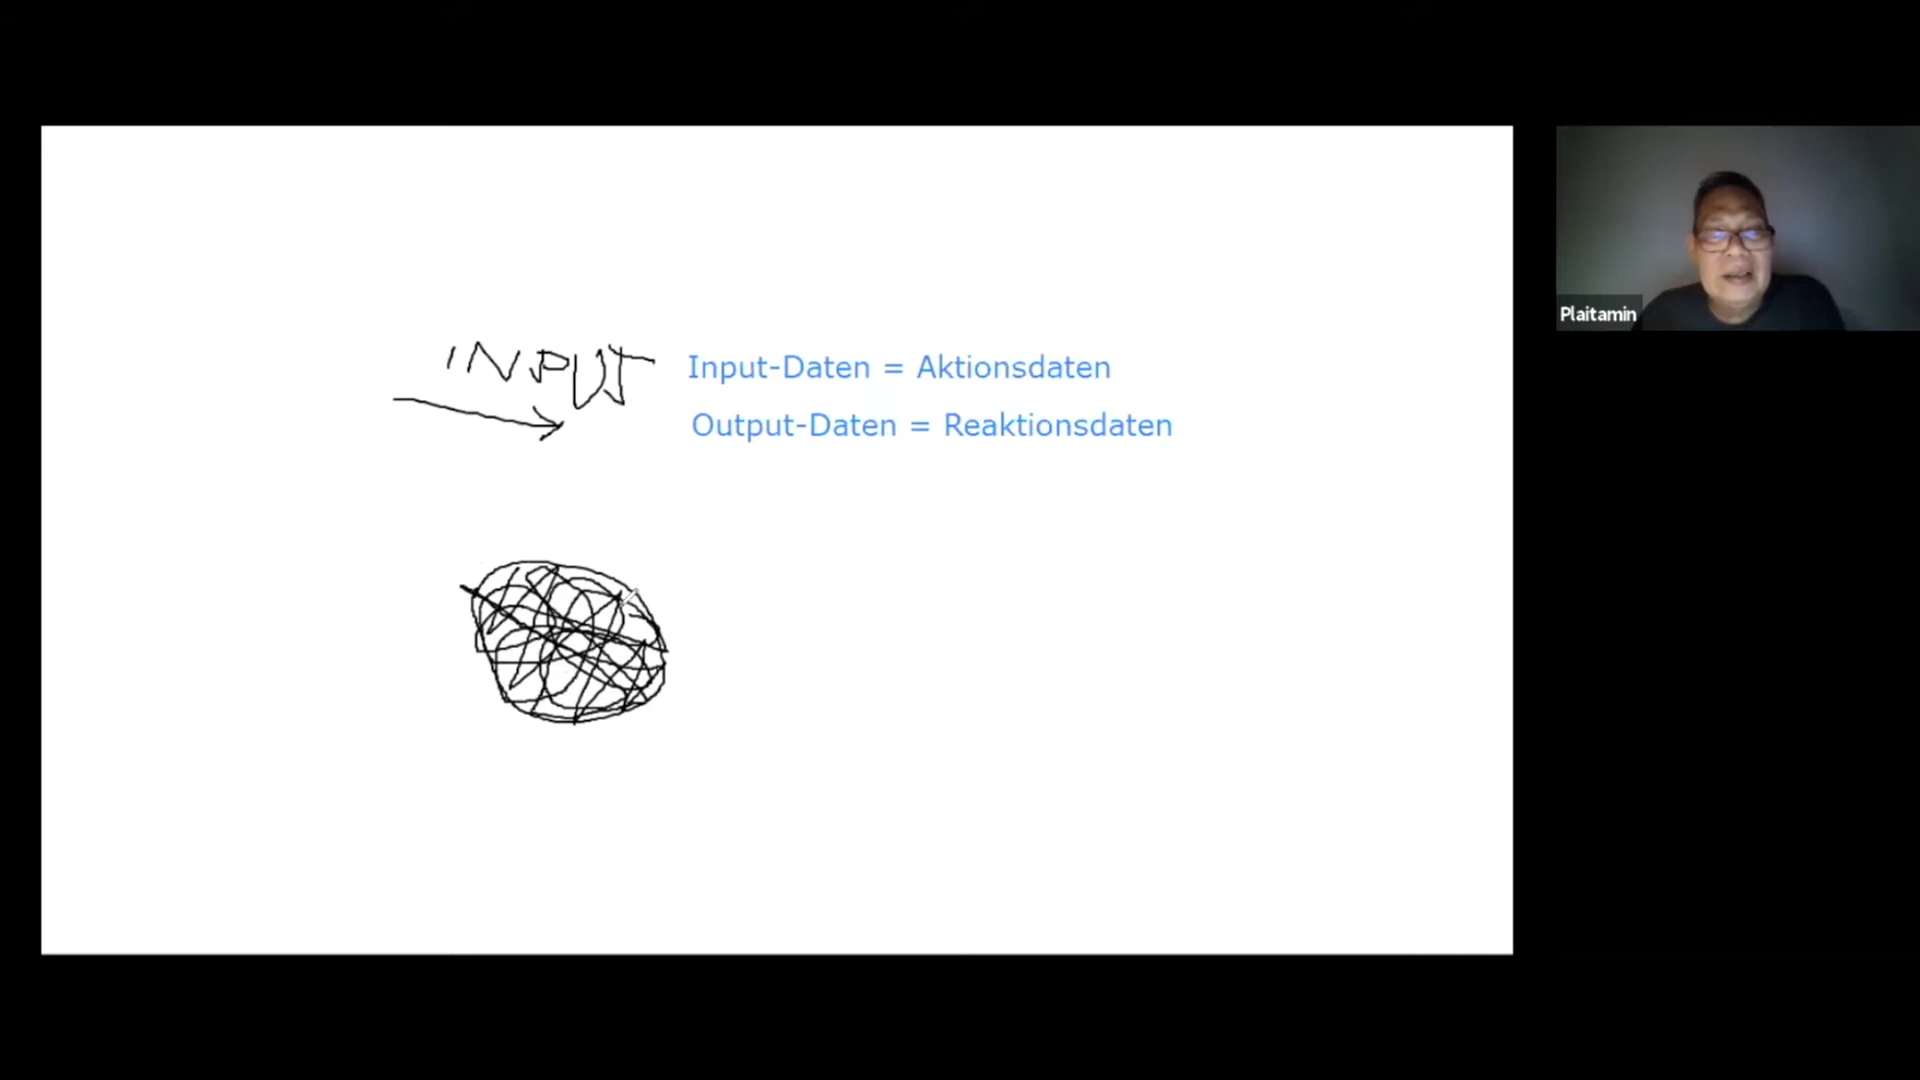 INPUT
Input-Daten = Aktionsdaten
Output-Daten = Reaktionsdaten
Plaitamin